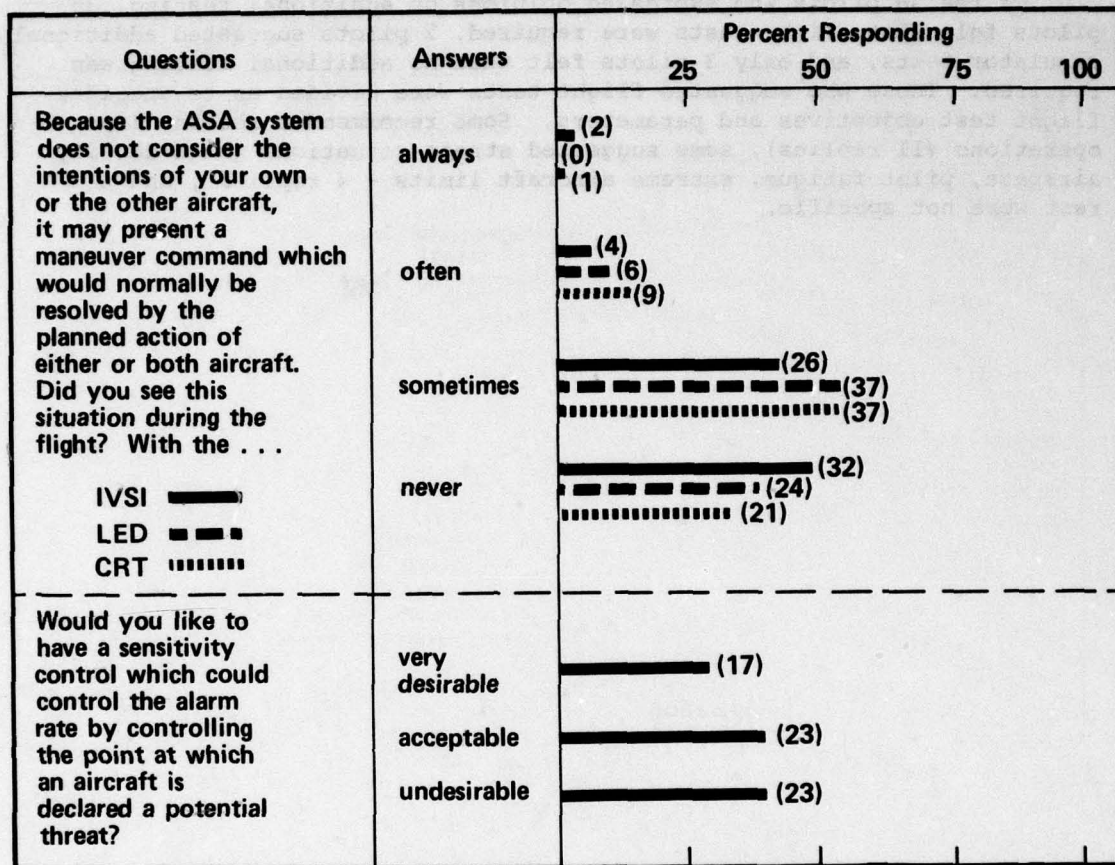 Percent Responding
Questions Answers 25 50 75 100
Because the ASA system
does not consider the
intentions of your own
or the other aircraft,
it may present a
maneuver command which
would normally be
resolved by the
planned action of
either or both aircraft.
Did you see this
situation during the
flight? With the . . .
IVSI
LED
CRT
always
(2)
(0)
(1)
often
(4)
(6)
(9)
sometimes
(26)
(37)
(37)
never
(32)
(24)
(21)
Would you like to
have a sensitivity
control which could
control the alarm
rate by controlling
the point at which
an aircraft is
declared a potential
threat?
very
desirable
(17)
acceptable
(23)
undesirable
(23)